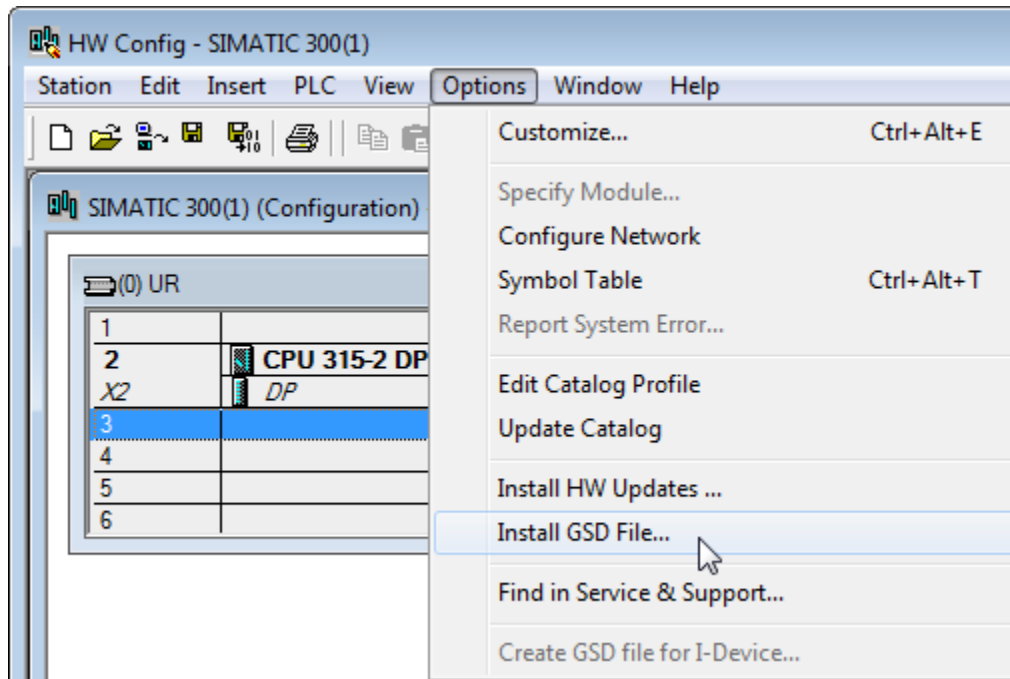 HW Config - SIMATIC 300(1)
Station Edit Insert PLC View Options Window Help
SIMATIC 300(1) (Configuration)
(0) UR
1
2 CPU 315-2 DP
X2 DP
3
4
5
6
Customize... Ctrl+Alt+E
Specify Module...
Configure Network
Symbol Table Ctrl+Alt+T
Report System Error...
Edit Catalog Profile
Update Catalog
Install HW Updates ...
Install GSD File...
Find in Service & Support...
Create GSD file for I-Device...